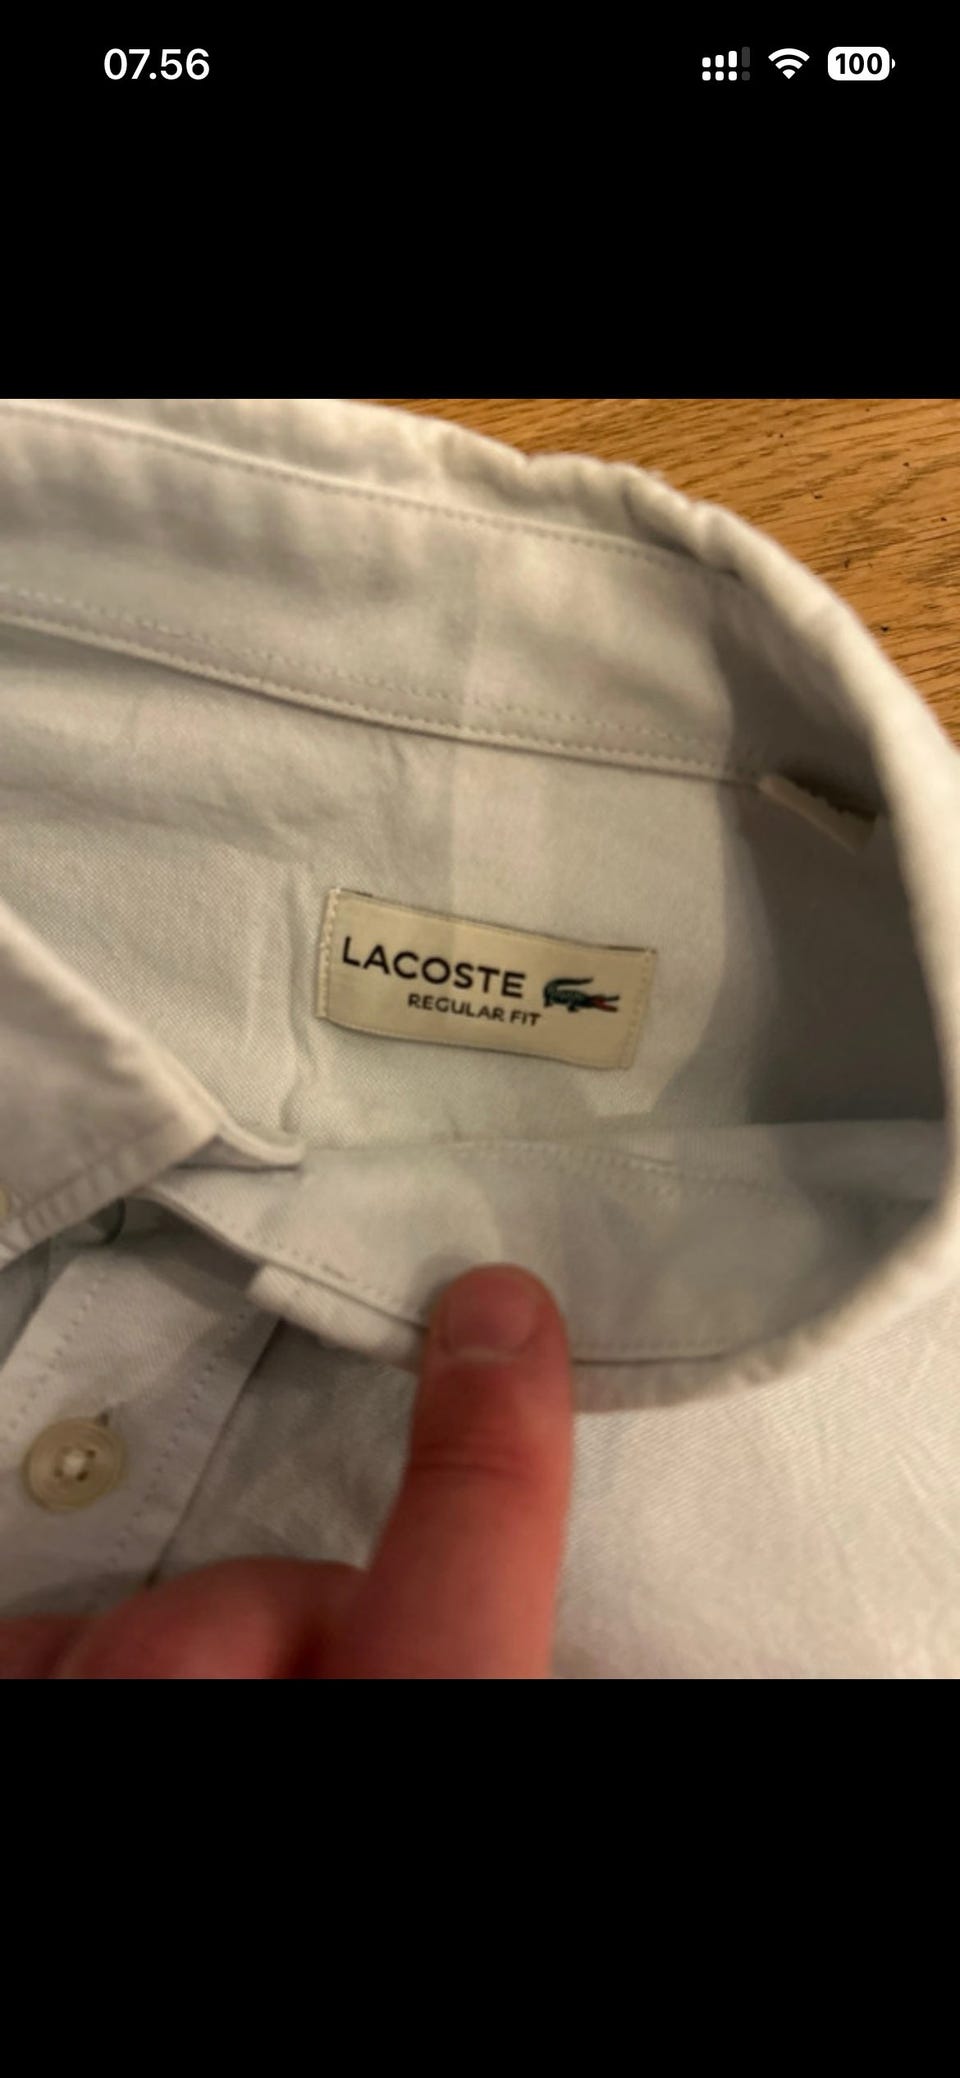 07.56
100
LACOSTE
REGULAR FIT